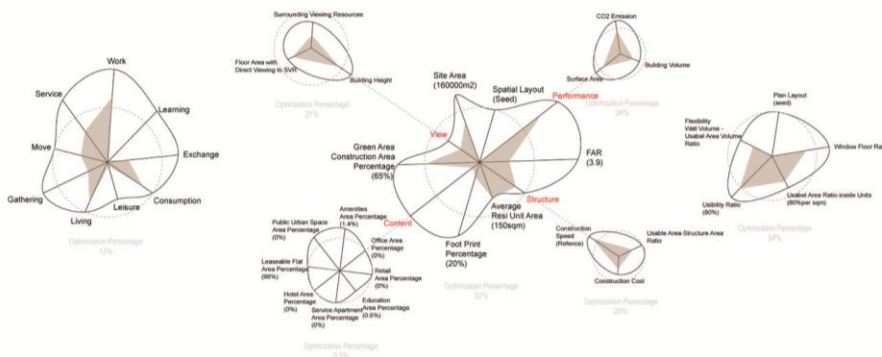 Work
Service
Learning
Move
Exchange
Gathering
Consumption
Leisure
Living
Optimization Percentage
13%
Surrounding Viewing Resources
Floor Area with
Direct Viewing to SVR
Building Height
Optimization Percentage
21%
CO2 Emission
Building Volume
Surface Area
Optimization Percentage
24%
Site Area
(160000m2)
Spatial Layout
(Seed)
Performance
View
Green Area
Construction Area
Percentage
(65%)
FAR
(3.9)
Content
Structure
Average
Resi Unit Area
(150sqm)
Foot Print
Percentage
(20%)
Optimization Percentage
22%
Amenities
Area Percentage
(1.4%)
Public Urban Space
Area Percentage
(0%)
Office Area
Percentage
(0%)
Leaseable Flat
Area Percentage
(98%)
Retail
Area Percentage
(0%)
Hotel Area
Percentage
(0%)
Education
Area Percentage
(0.6%)
Service Apartment
Area Percentage
(0%)
Optimization Percentage
Construction
Speed
(Refence)
Usable Area-Structure Area
Ratio
Construction Cost
Optimization Percentage
Plan Layout
(seed)
Flexibility
Wall Volume -
Usabel Area Volume
Ratio
Window Floor Ra
Usibility Ratio
(80%)
Usabel Area Ratio inside Units
(80%per sqm)
Optimization Percentage
24%